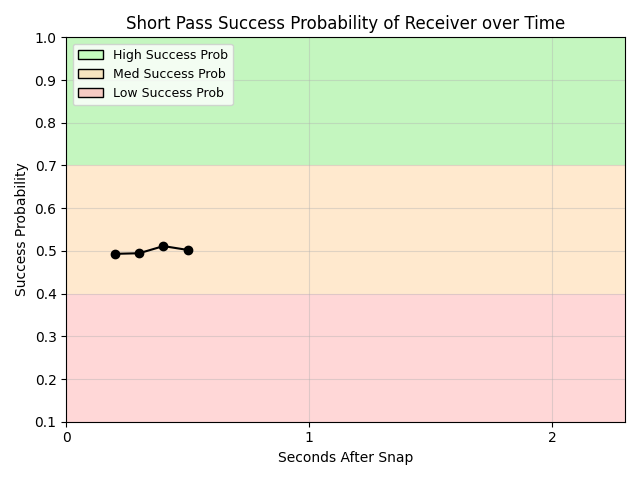 Short Pass Success Probability of Receiver over Time
1.0
0.9
0.8
0.7
0.6
0.5
0.4
0.3
0.2
0.1
High Success Prob
Med Success Prob
Low Success Prob
Success Probability
0
1
2
Seconds After Snap